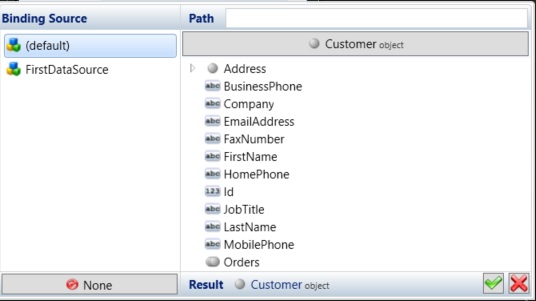 Binding Source
Path
(default)
FirstDataSource
Customer object
Address
abc BusinessPhone
abc Company
abc EmailAddress
abc FaxNumber
abc FirstName
abc HomePhone
123 Id
abc JobTitle
abc LastName
abc MobilePhone
Orders
None
Result Customer object